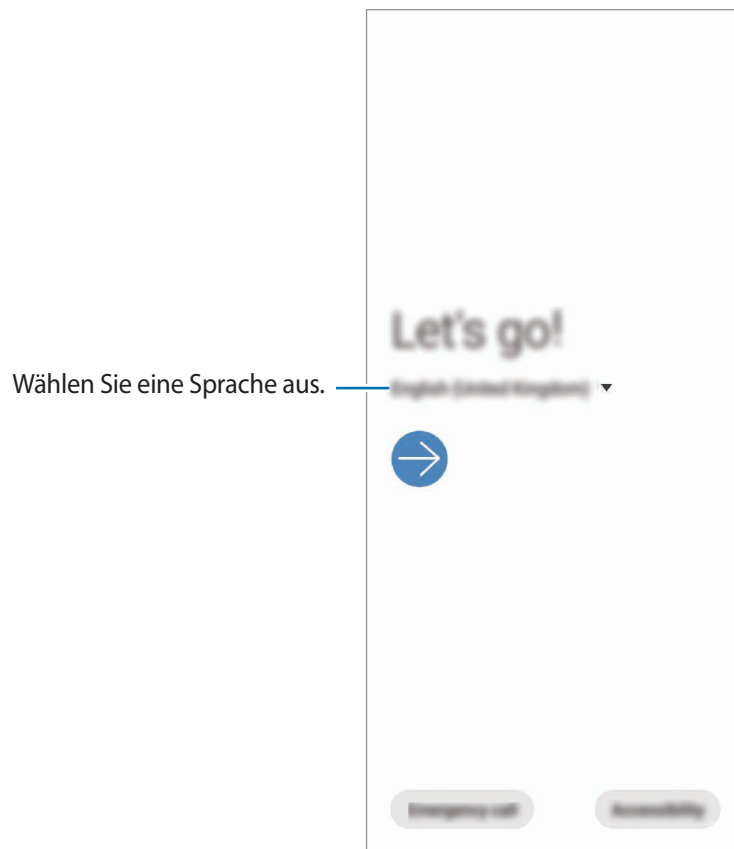 Let's go!
Wählen Sie eine Sprache aus.
English (United Kingdom)
Emergency call
Accessibility